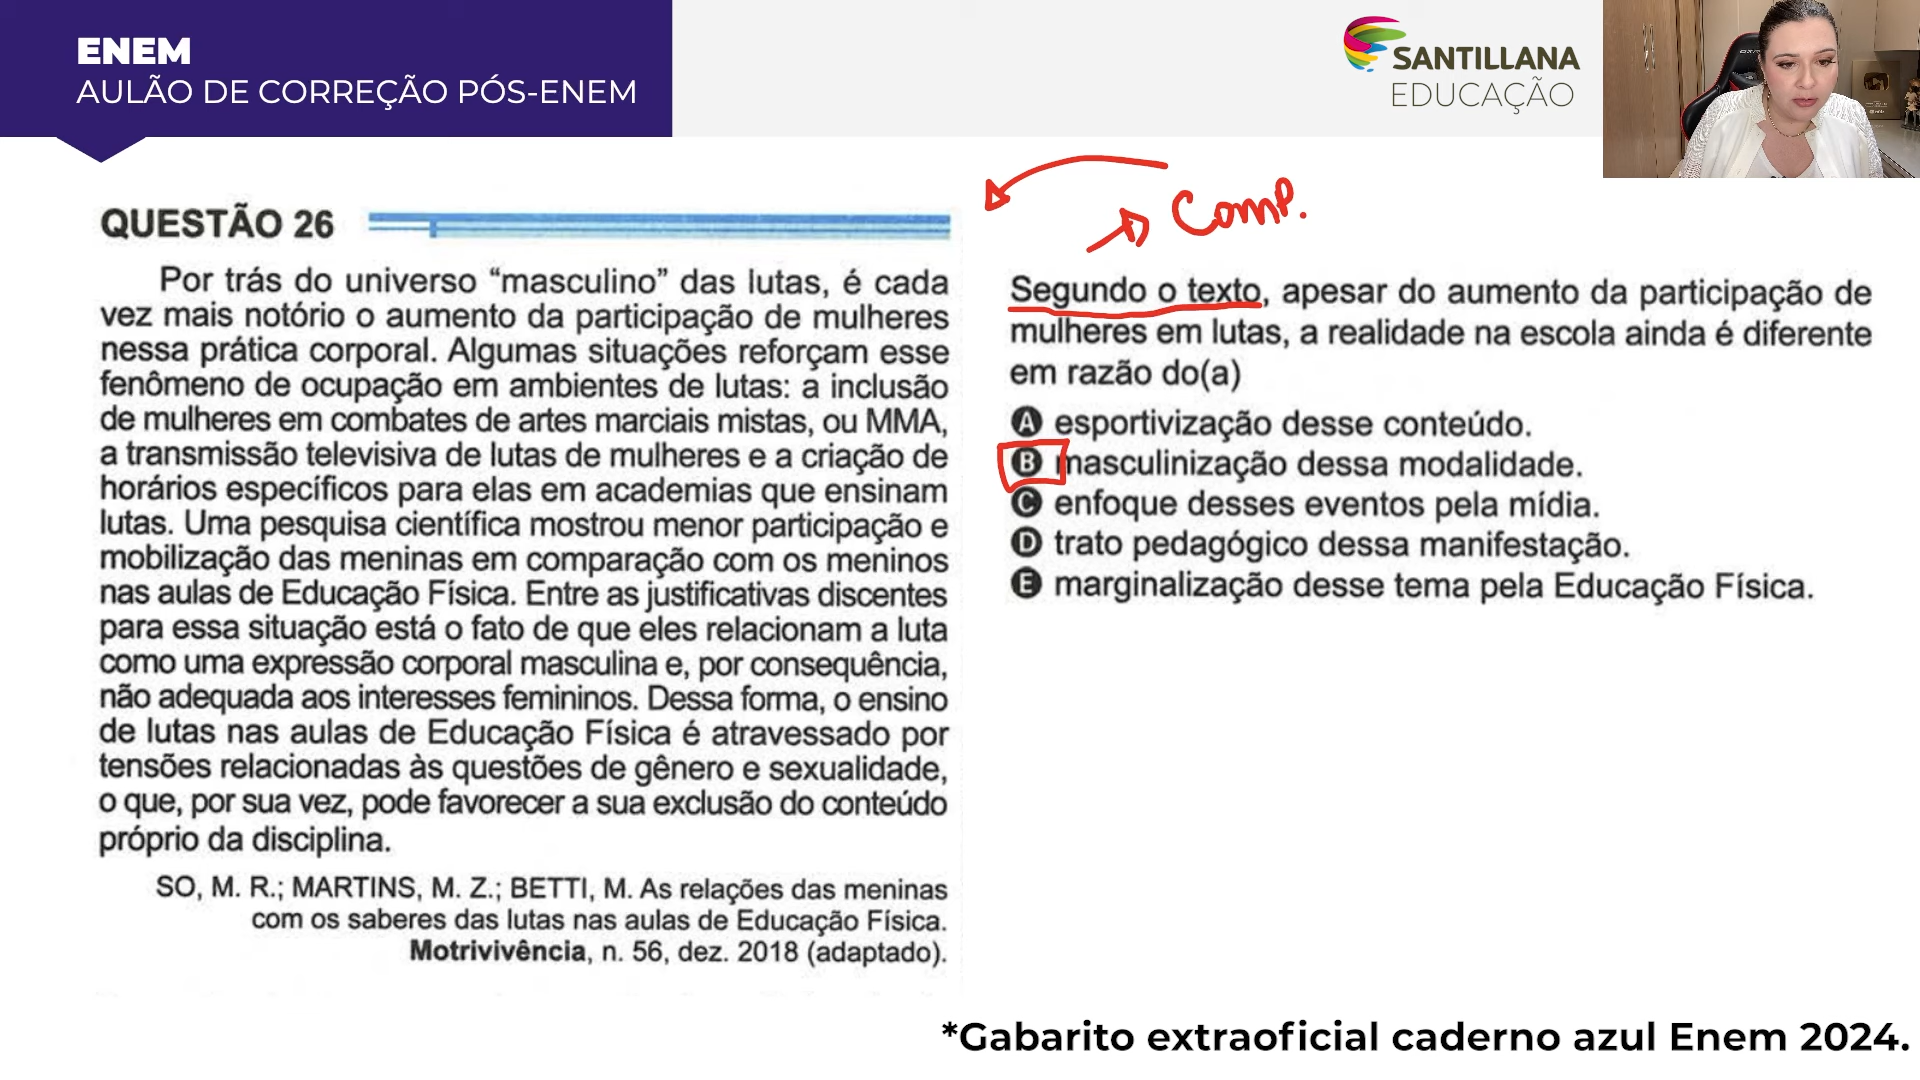 ENEM
AULÃO DE CORREÇÃO PÓS-ENEM
SANTILLANA
EDUCAÇÃO
QUESTÃO 26
Por trás do universo “masculino” das lutas, é cada
vez mais notório o aumento da participação de mulheres
nessa prática corporal. Algumas situações reforçam esse
fenômeno de ocupação em ambientes de lutas: a inclusão
de mulheres em combates de artes marciais mistas, ou MMA,
a transmissão televisiva de lutas de mulheres e a criação de
horários específicos para elas em academias que ensinam
lutas. Uma pesquisa científica mostrou menor participação e
mobilização das meninas em comparação com os meninos
nas aulas de Educação Física. Entre as justificativas discentes
para essa situação está o fato de que eles relacionam a luta
como uma expressão corporal masculina e, por consequência,
não adequada aos interesses femininos. Dessa forma, o ensino
de lutas nas aulas de Educação Física é atravessado por
tensões relacionadas às questões de gênero e sexualidade,
o que, por sua vez, pode favorecer a sua exclusão do conteúdo
próprio da disciplina.
SO, M. R.; MARTINS, M. Z.; BETTI, M. As relações das meninas
com os saberes das lutas nas aulas de Educação Física.
Motrivivência, n. 56, dez. 2018 (adaptado).
Comp.
Segundo o texto, apesar do aumento da participação de
mulheres em lutas, a realidade na escola ainda é diferente
em razão do(a)
A esportivização desse conteúdo.
B masculinização dessa modalidade.
C enfoque desses eventos pela mídia.
D trato pedagógico dessa manifestação.
E marginalização desse tema pela Educação Física.
*Gabarito extraoficial caderno azul Enem 2024.